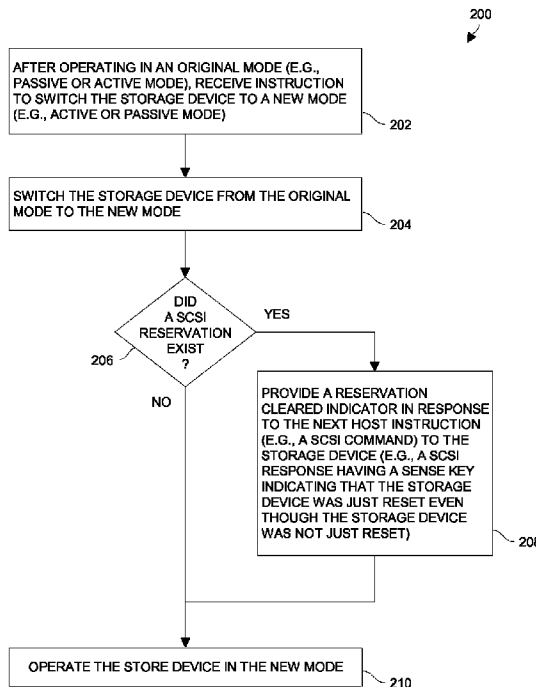 200
AFTER OPERATING IN AN ORIGINAL MODE (E.G.,
PASSIVE OR ACTIVE MODE), RECEIVE INSTRUCTION
TO SWITCH THE STORAGE DEVICE TO A NEW MODE
(E.G., ACTIVE OR PASSIVE MODE)
202
SWITCH THE STORAGE DEVICE FROM THE ORIGINAL
MODE TO THE NEW MODE
204
DID
A SCSI
RESERVATION
EXIST
?
206
YES
NO
PROVIDE A RESERVATION
CLEARED INDICATOR IN RESPONSE
TO THE NEXT HOST INSTRUCTION
(E.G., A SCSI COMMAND) TO THE
STORAGE DEVICE (E.G., A SCSI
RESPONSE HAVING A SENSE KEY
INDICATING THAT THE STORAGE
DEVICE WAS JUST RESET EVEN
THOUGH THE STORAGE DEVICE
WAS NOT JUST RESET)
208
OPERATE THE STORE DEVICE IN THE NEW MODE
210